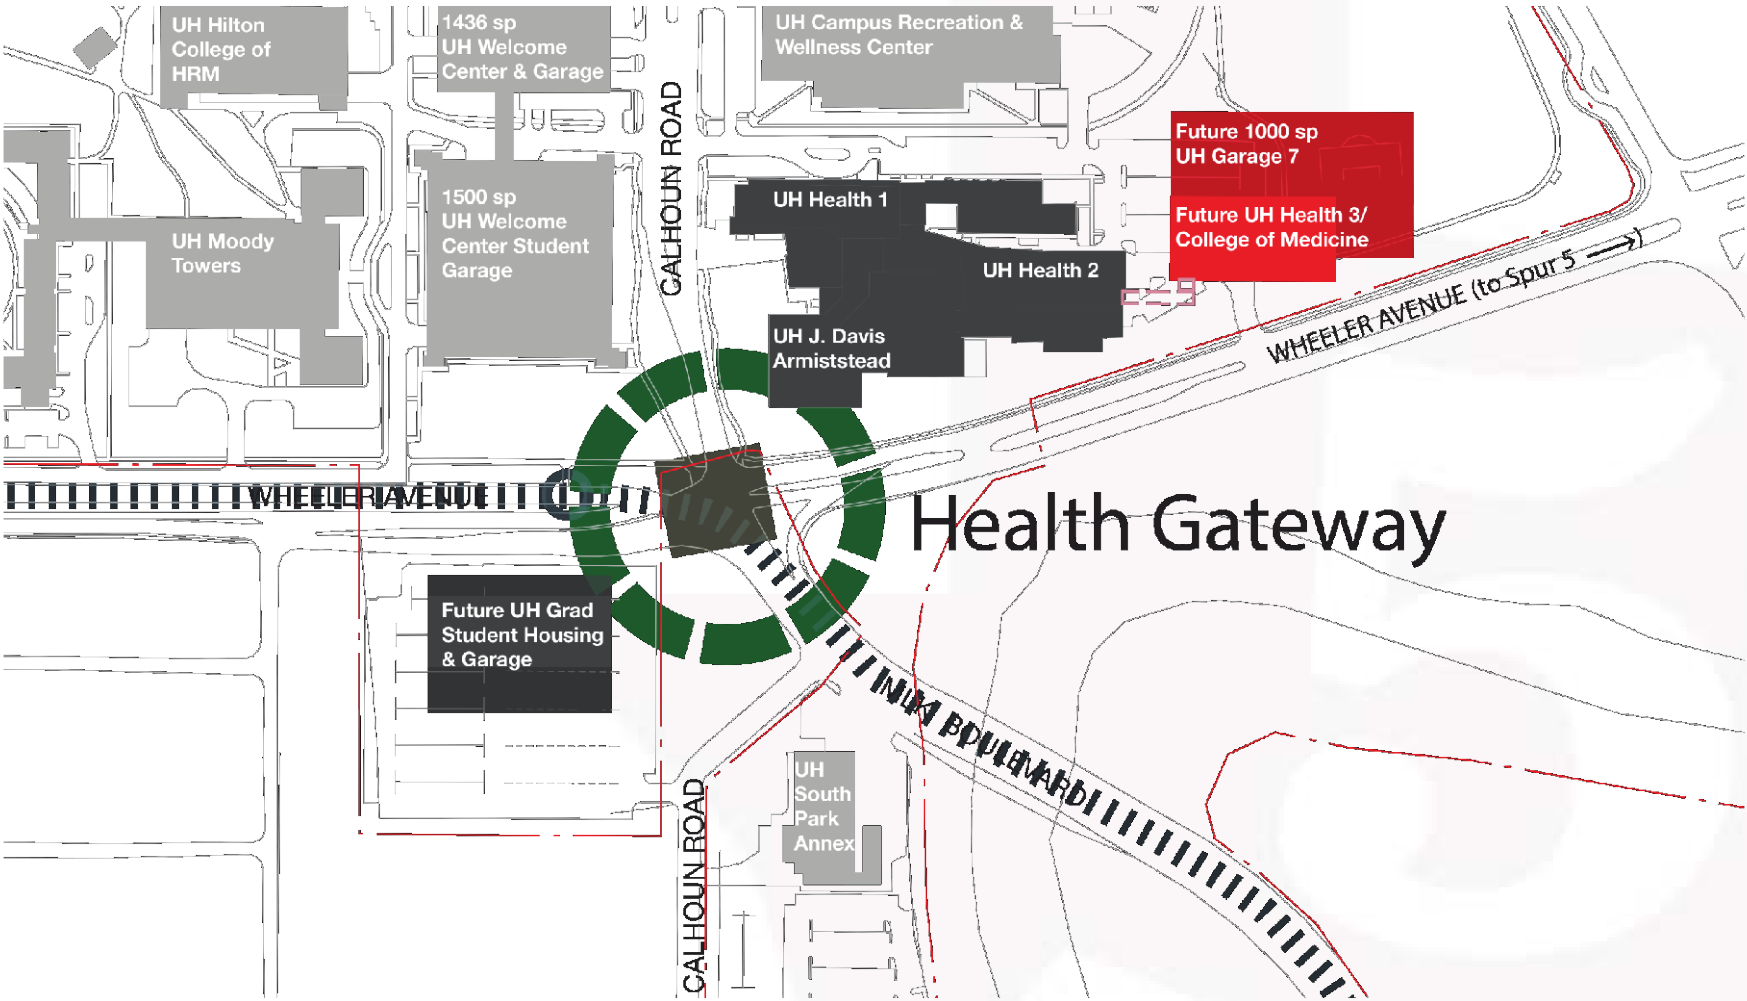 UH Hilton
College of
HRM
1436 sp
UH Welcome
Center & Garage
UH Campus Recreation &
Wellness Center
CALHOUN ROAD
Future 1000 sp
UH Garage 7
Future UH Health 3/
College of Medicine
1500 sp
UH Welcome
Center Student
Garage
UH Health 1
UH Moody
Towers
UH Health 2
WHEELER AVENUE (to Spur 5
UH J. Davis
Armiststead
WHEELER AVENUE
Health Gateway
Future UH Grad
Student Housing
& Garage
MLK BOULEVARD
UH
South
Park
Annex
CALHOUN ROAD